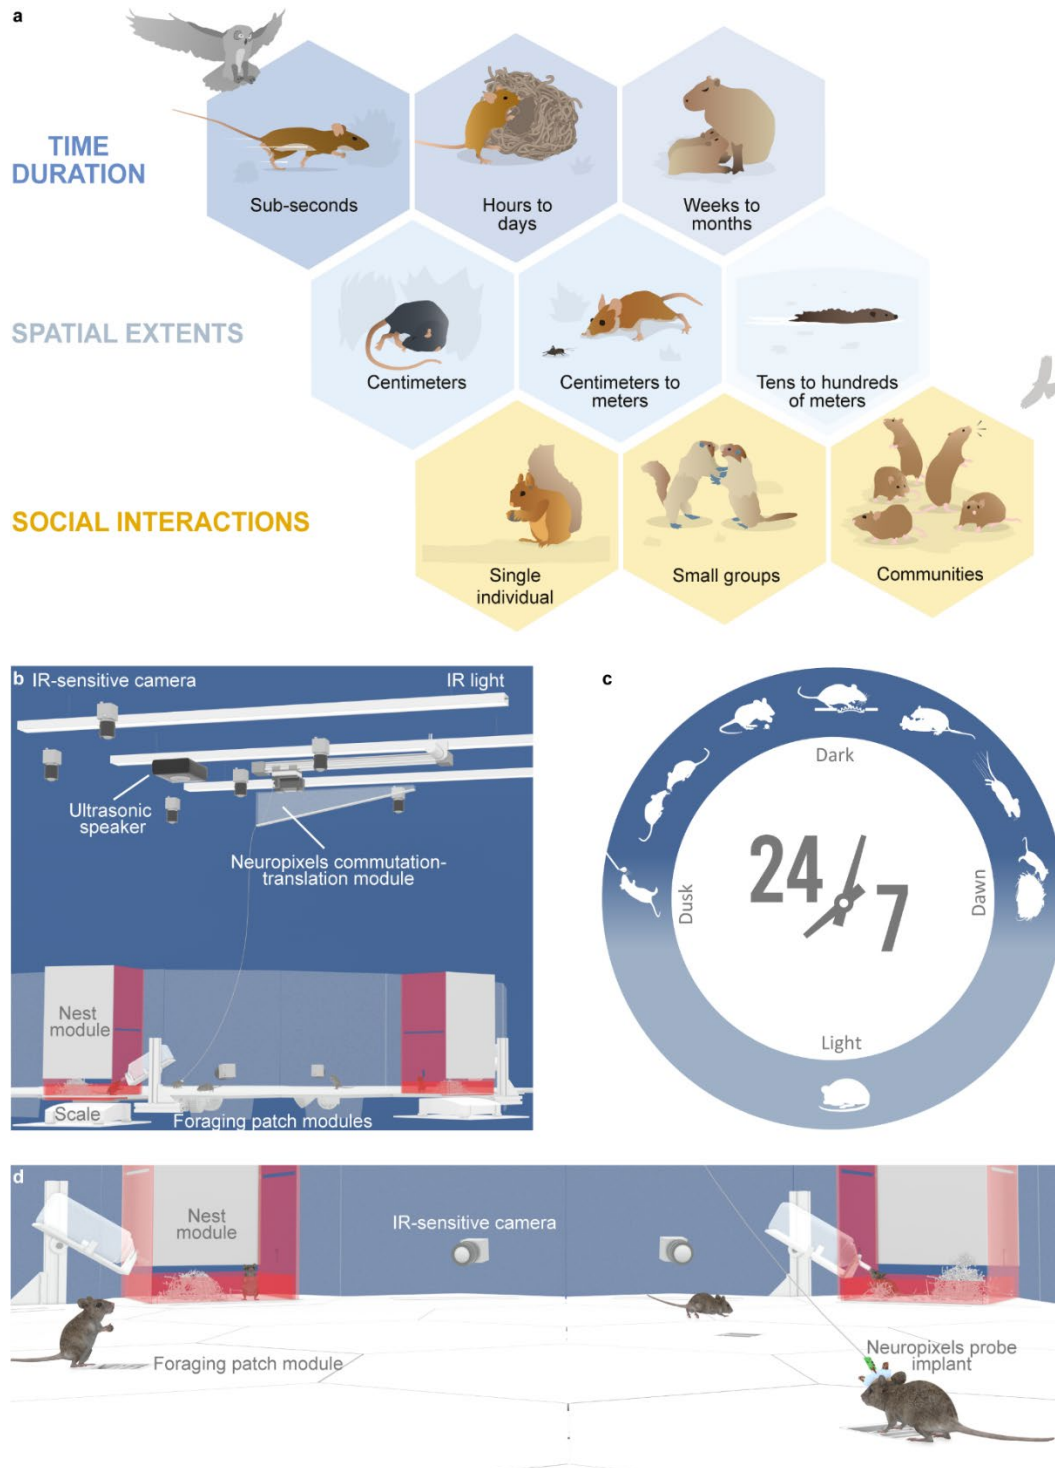 a
TIME
DURATION
Sub-seconds
Hours to
days
Weeks to
months
SPATIAL EXTENTS
Centimeters
Centimeters to
meters
Tens to hundreds
of meters
SOCIAL INTERACTIONS
Single
individual
Small groups
Communities
b
IR-sensitive camera
IR light
Ultrasonic
speaker
Neuropixels commutation-
translation module
Nest
module
Scale
Foraging patch modules
c
Dark
Dusk
Dawn
24
7
Light
d
Nest
module
IR-sensitive camera
Foraging patch module
Neuropixels probe
implant